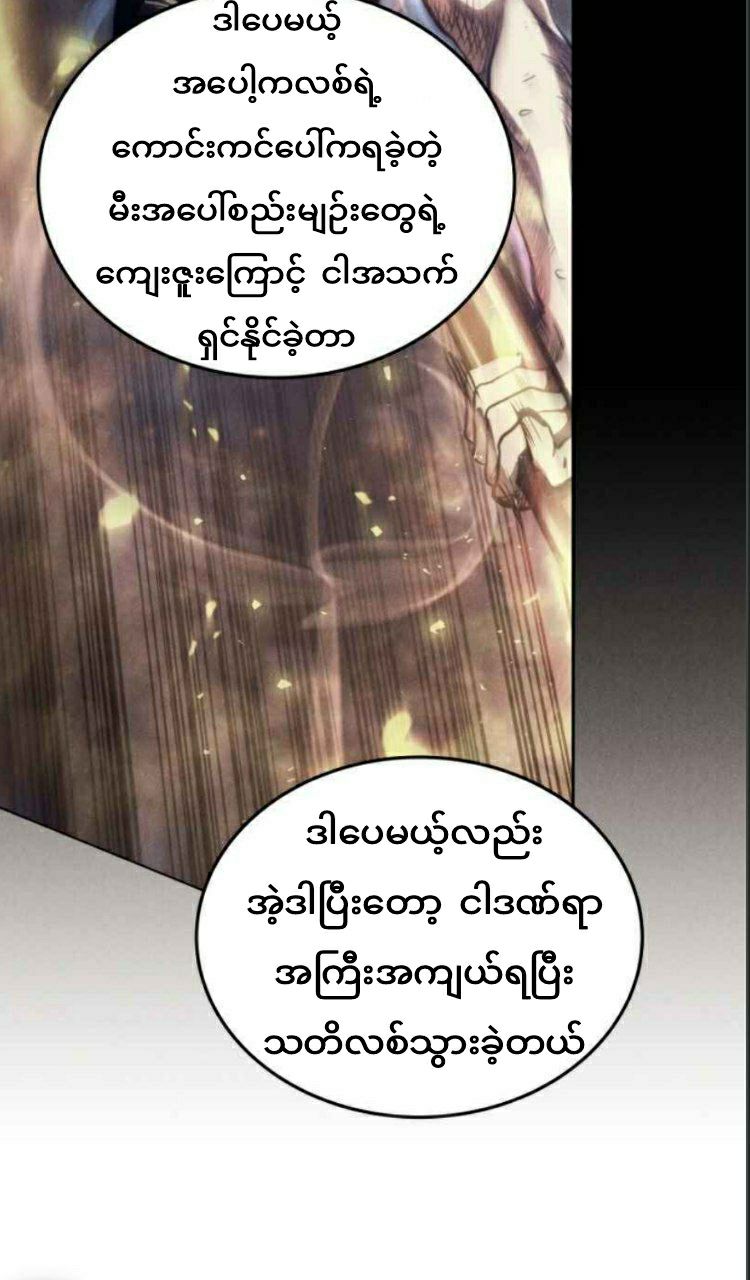 ဒါပေမယ့်
အပေါ့ကလစ်ရဲ့
ကောင်းကင်ပေါ်ကရခဲ့တဲ့
မီးအပေါ်စည်းမျဉ်းတွေရဲ့
ကျေးဇူးကြောင့် ငါအသက်
ရှင်နိုင်ခဲ့တာ
ဒါပေမယ့်လည်း
အဲ့ဒါပြီးတော့ ငါဒဏ်ရာ
အကြီးအကျယ်ရပြီး
သတိလစ်သွားခဲ့တယ်